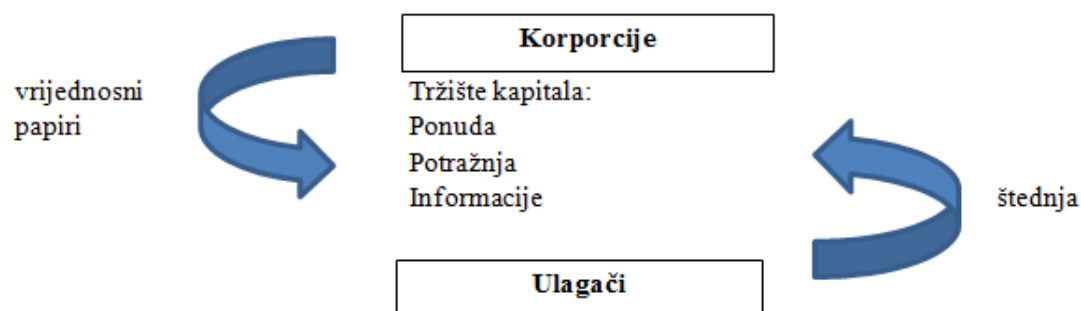 Korporcije
vrijednosni
papiri
Tržište kapitala:
Ponuda
Potražnja
Informacije
štednja
Ulagači